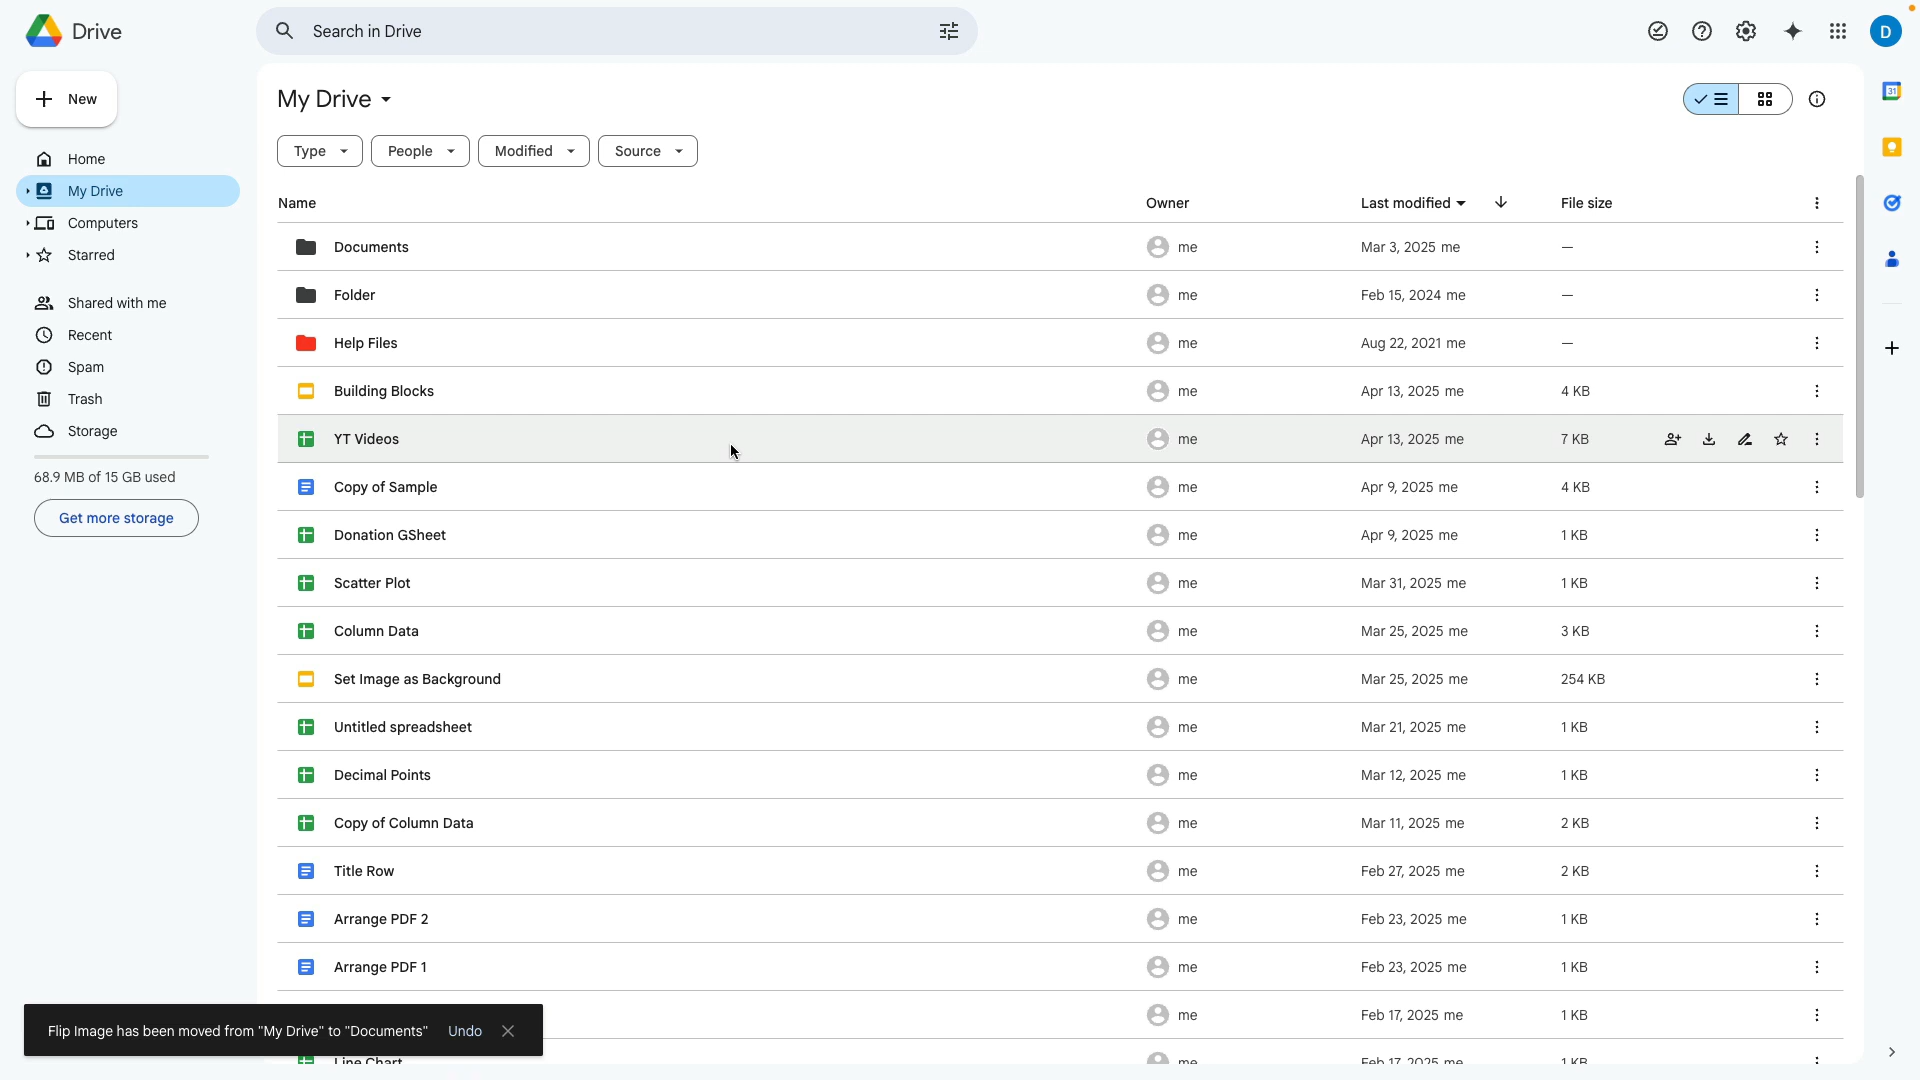 Drive
Search in Drive
D
New
My Drive
31
Type People Modified Source
Home
My Drive
Computers
Starred
Shared with me
Recent
Spam
Trash
Storage
68.9 MB of 15 GB used
Get more storage
Name Owner Last modified File size
Documents me Mar 3, 2025 me —
Folder me Feb 15, 2024 me —
Help Files me Aug 22, 2021 me —
Building Blocks me Apr 13, 2025 me 4 KB
YT Videos me Apr 13, 2025 me 7 KB
Copy of Sample me Apr 9, 2025 me 4 KB
Donation GSheet me Apr 9, 2025 me 1 KB
Scatter Plot me Mar 31, 2025 me 1 KB
Column Data me Mar 25, 2025 me 3 KB
Set Image as Background me Mar 25, 2025 me 254 KB
Untitled spreadsheet me Mar 21, 2025 me 1 KB
Decimal Points me Mar 12, 2025 me 1 KB
Copy of Column Data me Mar 11, 2025 me 2 KB
Title Row me Feb 27, 2025 me 2 KB
Arrange PDF 2 me Feb 23, 2025 me 1 KB
Arrange PDF 1 me Feb 23, 2025 me 1 KB
me Feb 17, 2025 me 1 KB
Line Chart me Feb 17, 2025 me 1 KB
Flip Image has been moved from "My Drive" to "Documents" Undo